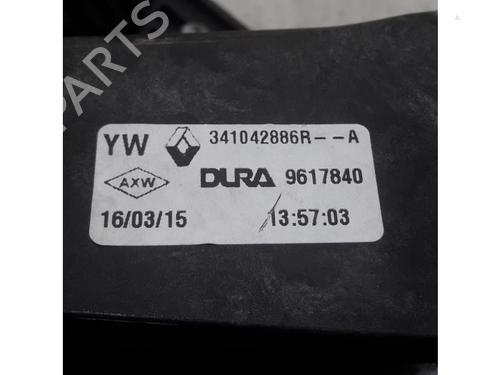 YW 341042886R--A
AXW DURA 9617840
16/03/15 13:57:03
B-PARTS